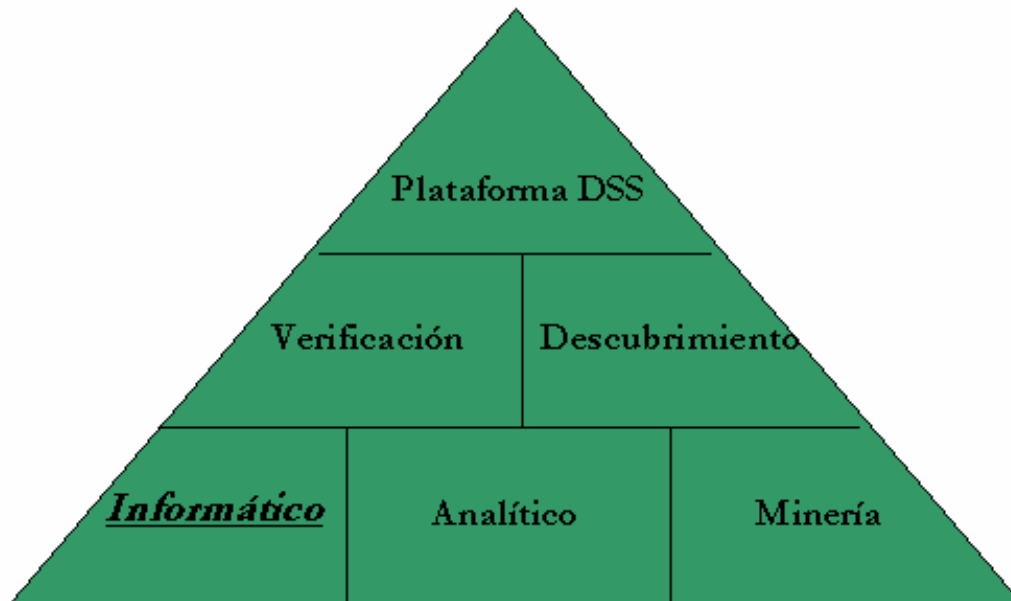 Plataforma DSS
Verificación Descubrimiento
Informático Analítico Minería